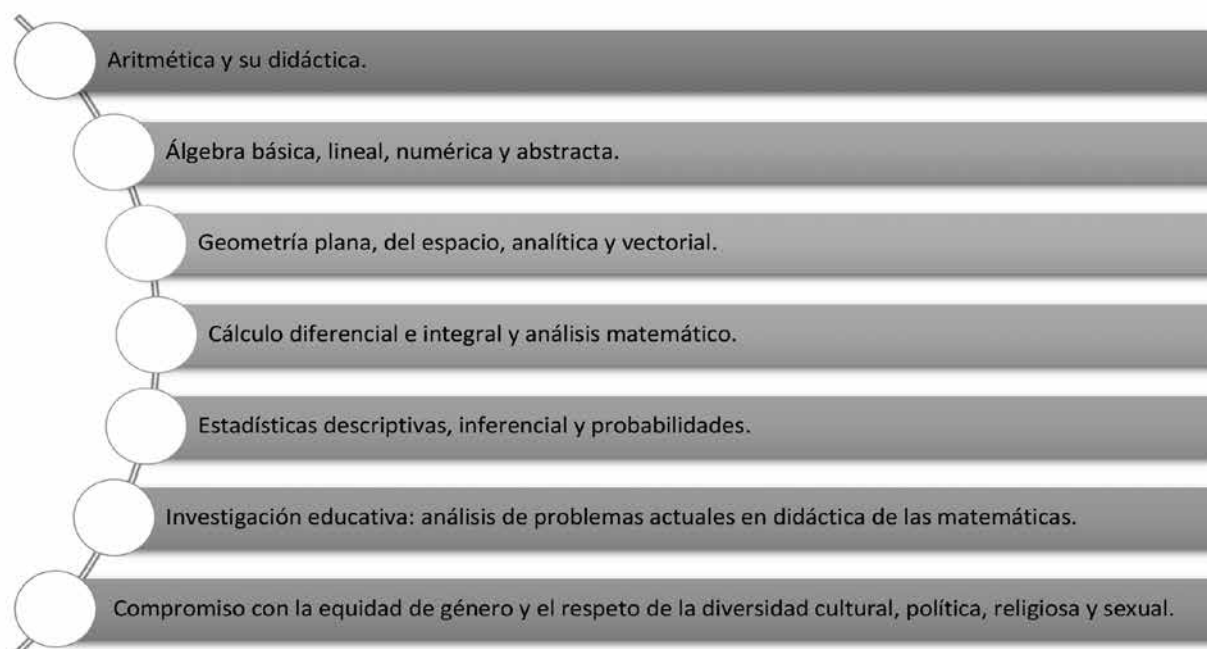 Aritmética y su didáctica.
Álgebra básica, lineal, numérica y abstracta.
Geometría plana, del espacio, analítica y vectorial.
Cálculo diferencial e integral y análisis matemático.
Estadísticas descriptivas, inferencial y probabilidades.
Investigación educativa: análisis de problemas actuales en didáctica de las matemáticas.
Compromiso con la equidad de género y el respeto de la diversidad cultural, política, religiosa y sexual.